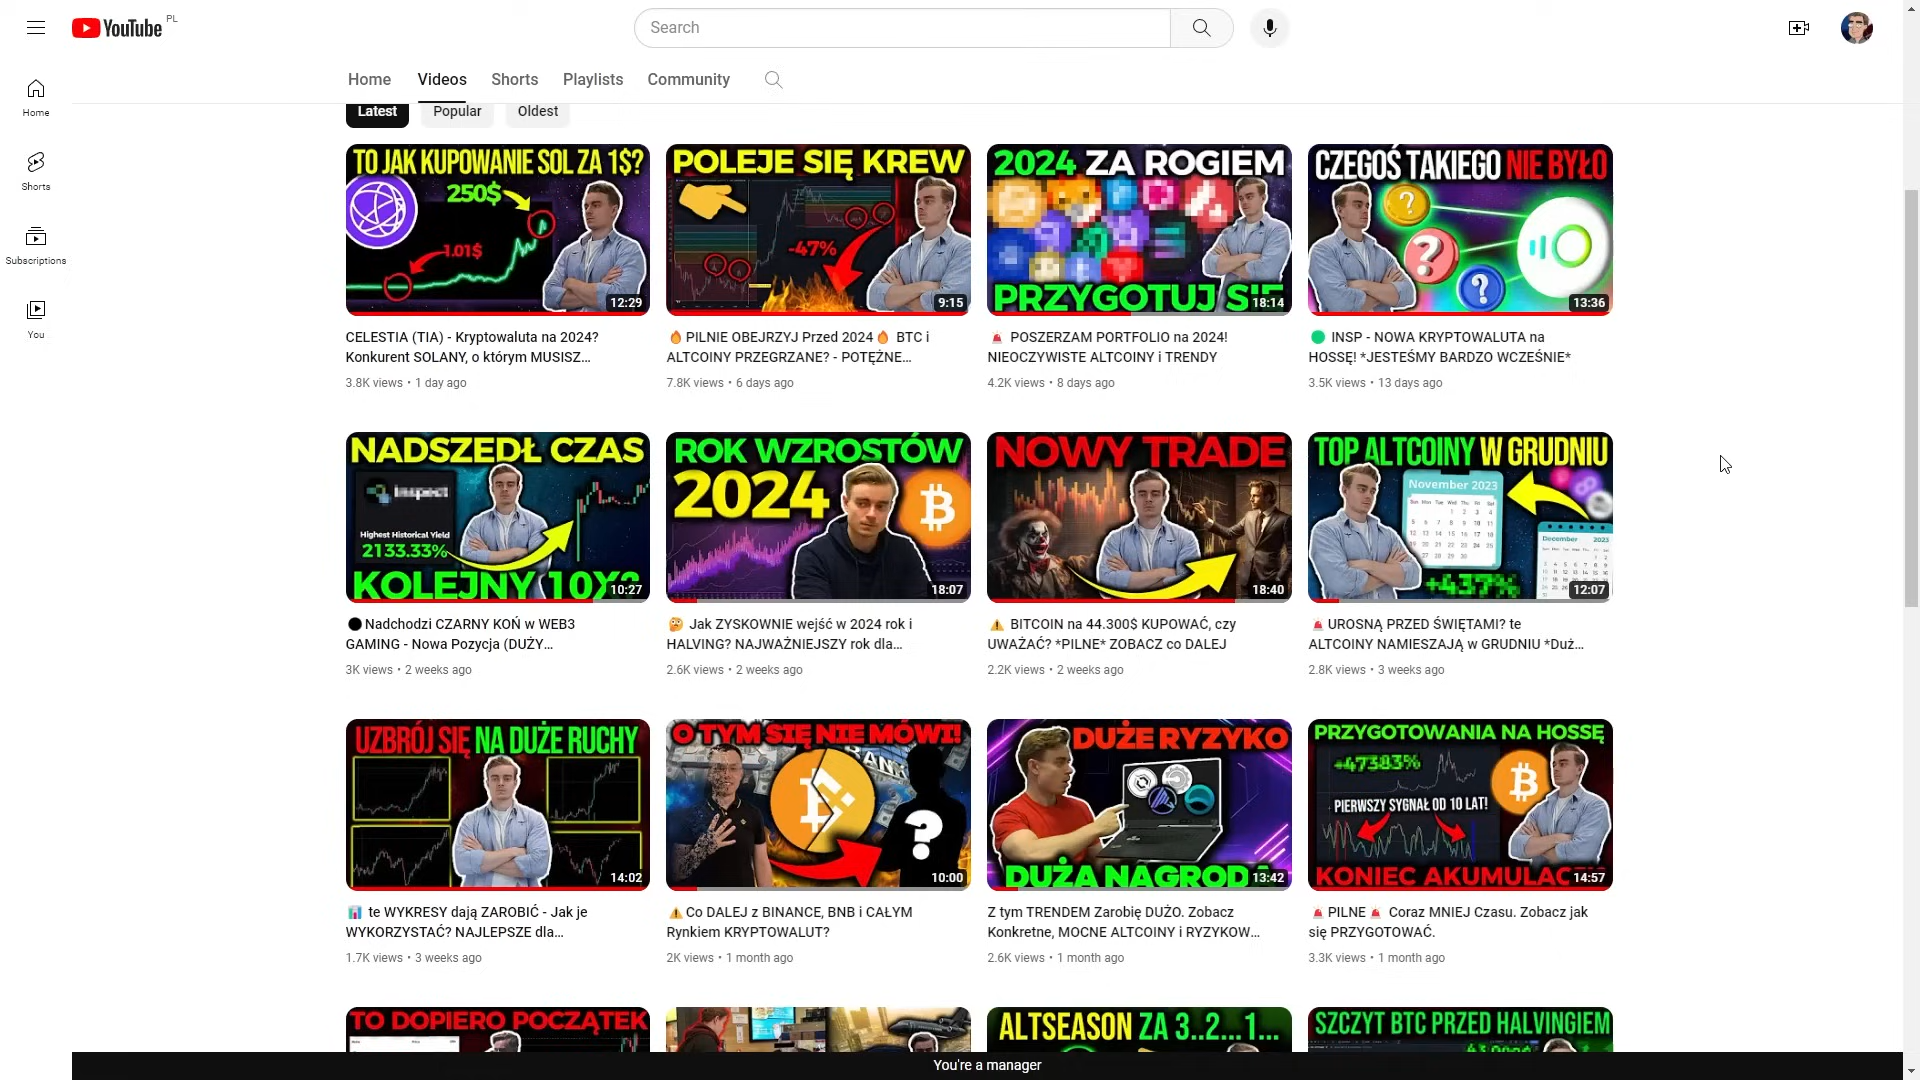 YouTube PL
Search
Home
Videos
Shorts
Playlists
Community
Home
Shorts
Subscriptions
You
Latest
Popular
Oldest
TO JAK KUPOWANIE SOL ZA 1$?
250$
1.01$
12:29
CELESTIA (TIA) - Kryptowaluta na 2024?
Konkurent SOLANY, o którym MUSISZ...
3.8K views • 1 day ago
POLEJE SIĘ KREW
-47%
9:15
🔥PILNIE OBEJRZYJ Przed 2024🔥 BTC i
ALTCOINY PRZEGRZANE? - POTĘŻNE...
7.8K views • 6 days ago
2024 ZA ROGIEM
PRZYGOTUJ SIĘ
18:14
🚨 POSZERZAM PORTFOLIO na 2024!
NIEOCZYWISTE ALTCOINY i TRENDY
4.2K views • 8 days ago
CZEGOŚ TAKIEGO NIE BYŁO
?
?
?
13:36
🟢 INSP - NOWA KRYPTOWALUTA na
HOSSĘ! *JESTEŚMY BARDZO WCZEŚNIE*
3.5K views • 13 days ago
NADSZEDŁ CZAS
Highest Historical Yield
2133.33%
KOLEJNY 10X?
10:27
⚫Nadchodzi CZARNY KOŃ w WEB3
GAMING - Nowa Pozycja (DUŻY...
3K views • 2 weeks ago
ROK WZROSTÓW
2024
18:07
🤔 Jak ZYSKOWNIE wejść w 2024 rok i
HALVING? NAJWAŻNIEJSZY rok dla...
2.6K views • 2 weeks ago
NOWY TRADE
18:40
⚠️ BITCOIN na 44.300$ KUPOWAĆ, czy
UWAŻAĆ? *PILNE* ZOBACZ co DALEJ
2.2K views • 2 weeks ago
TOP ALTCOINY W GRUDNIU
November 2023
December 2023
+437%
12:07
🚨UROSNĄ PRZED ŚWIĘTAMI? te
ALTCOINY NAMIESZAJĄ w GRUDNIU *Duż...
2.8K views • 3 weeks ago
UZBRÓJ SIĘ NA DUŻE RUCHY
14:02
📊 te WYKRESY dają ZAROBIĆ - Jak je
WYKORZYSTAĆ? NAJLEPSZE dla...
1.7K views • 3 weeks ago
O TYM SIĘ NIE MÓWI!
BANK
?
10:00
⚠️Co DALEJ z BINANCE, BNB i CAŁYM
Rynkiem KRYPTOWALUT?
2K views • 1 month ago
DUŻE RYZYKO
DUŻA NAGRODA
13:42
Z tym TRENDEM Zarobię DUŻO. Zobacz
Konkretne, MOCNE ALTCOINY i RYZYKOW...
2.6K views • 1 month ago
PRZYGOTOWANIA NA HOSSĘ
+47383%
PIERWSZY SYGNAŁ OD 10 LAT!
KONIEC AKUMULAC
14:57
🚨PILNE🚨 Coraz MNIEJ Czasu. Zobacz jak
się PRZYGOTOWAĆ.
3.3K views • 1 month ago
TO DOPIERO POCZĄTEK
ALTSEASON ZA 3..2...1...
SZCZYT BTC PRZED HALVINGIEM
You're a manager